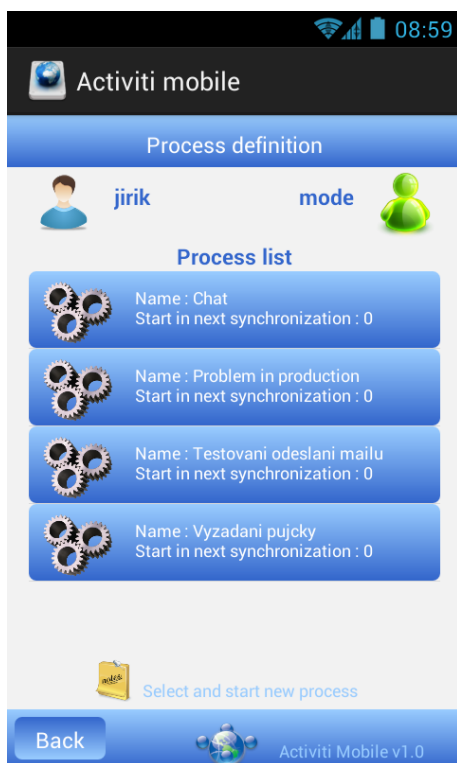 08:59
Activiti mobile
Process definition
jirik mode
Process list
Name : Chat
Start in next synchronization : 0
Name : Problem in production
Start in next synchronization : 0
Name : Testovani odeslani mailu
Start in next synchronization : 0
Name : Vyzadani pujcky
Start in next synchronization : 0
notes
Select and start new process
Back
Activiti Mobile v1.0